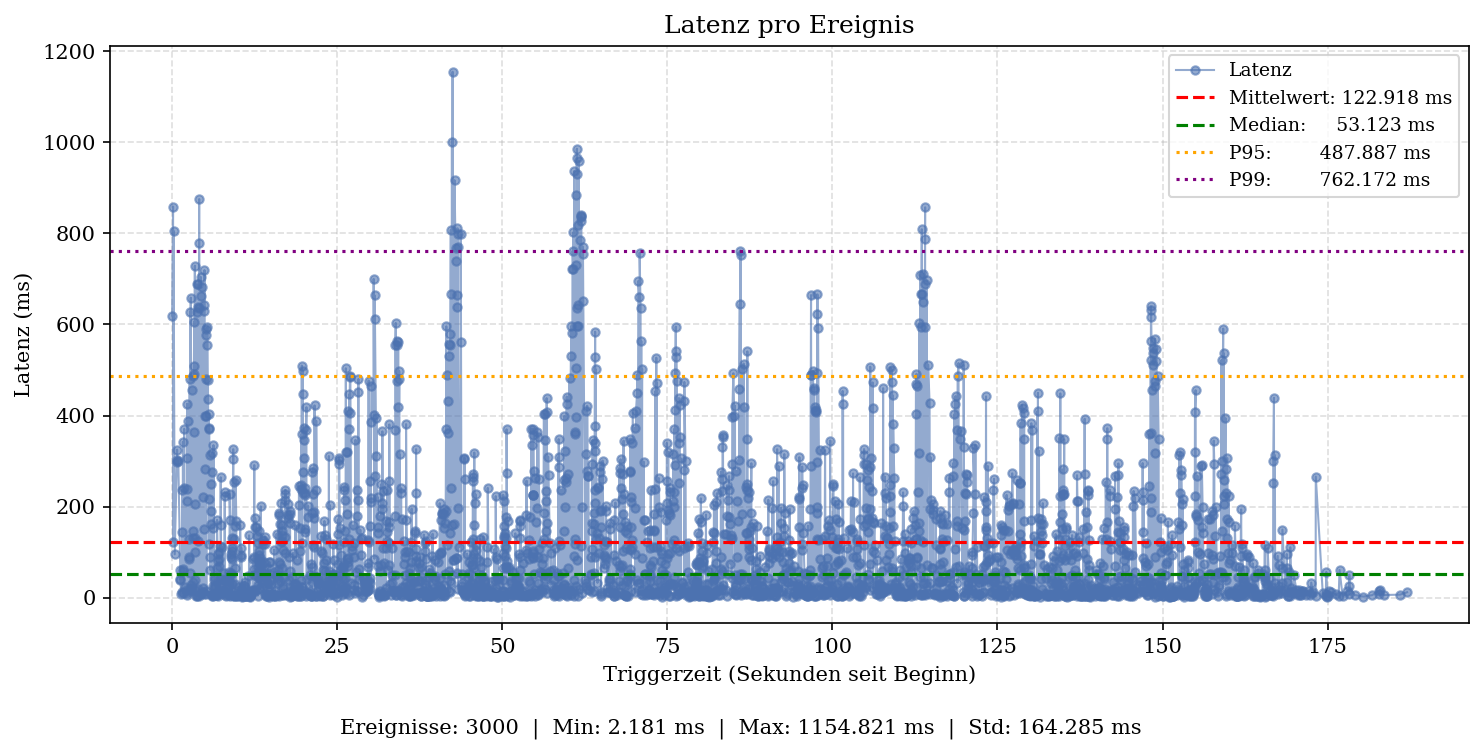 Latenz pro Ereignis
1200
1000
800
600
400
200
0
Latenz (ms)
Latenz
Mittelwert: 122.918 ms
Median: 53.123 ms
P95: 487.887 ms
P99: 762.172 ms
0 25 50 75 100 125 150 175
Triggerzeit (Sekunden seit Beginn)
Ereignisse: 3000 | Min: 2.181 ms | Max: 1154.821 ms | Std: 164.285 ms